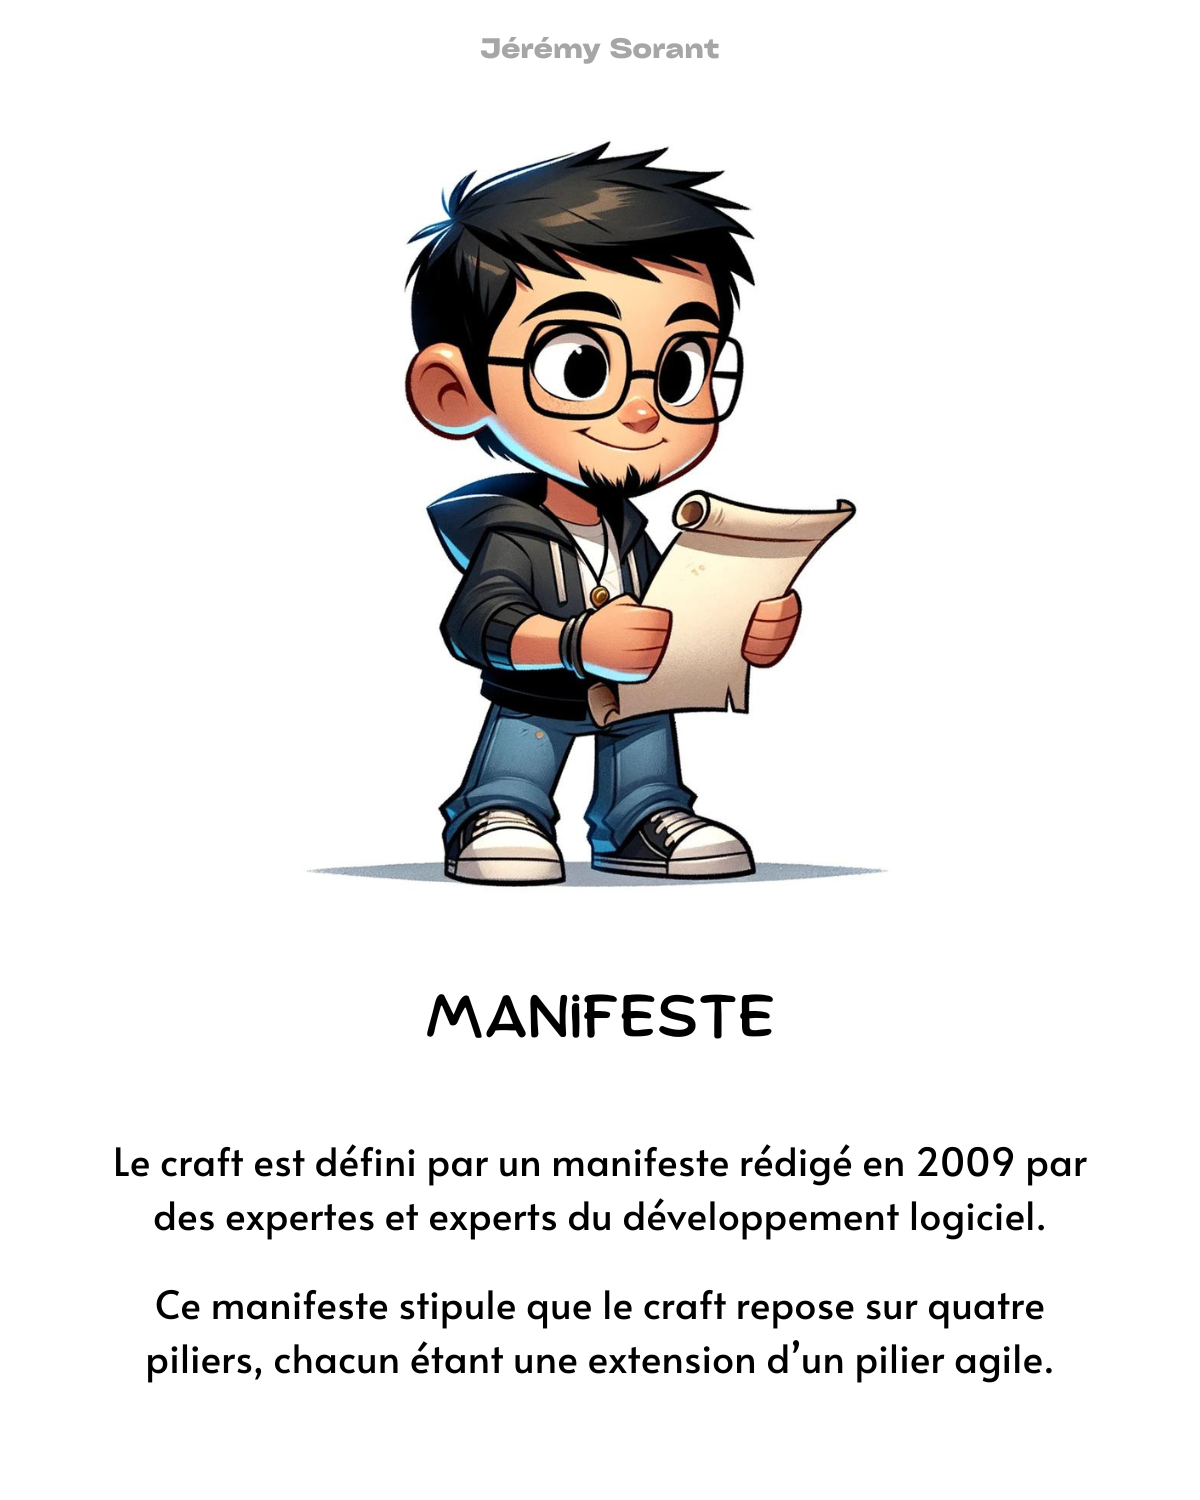 Jérémy Sorant
MANiFESTE
Le craft est défini par un manifeste rédigé en 2009 par
des expertes et experts du développement logiciel.
Ce manifeste stipule que le craft repose sur quatre
piliers, chacun étant une extension d’un pilier agile.